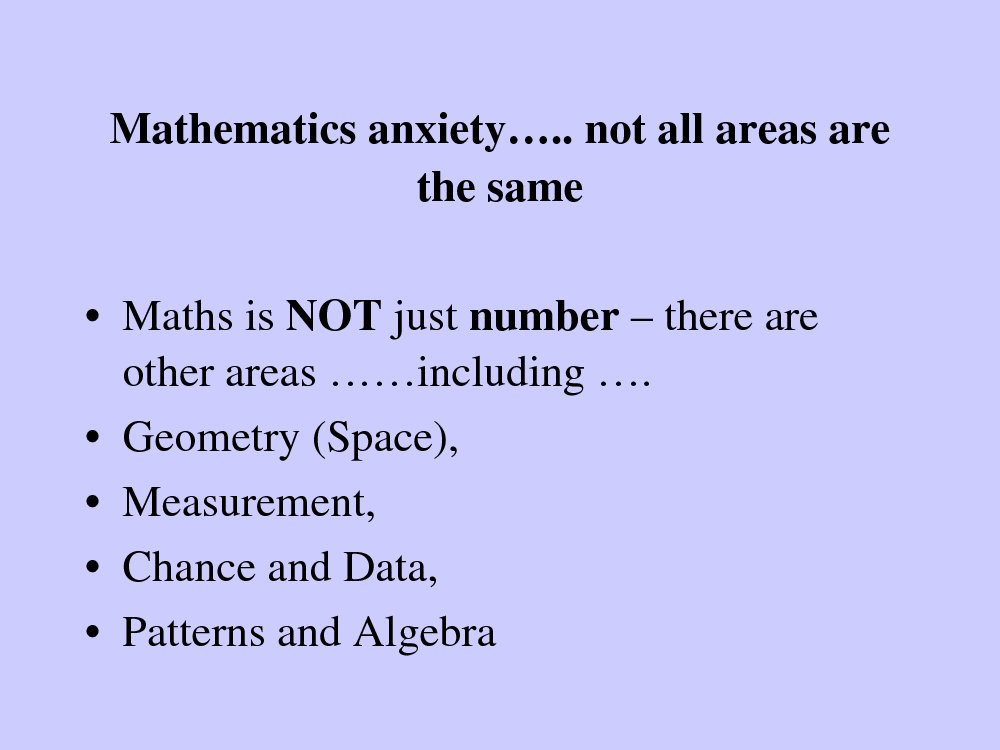 Mathematics anxiety….. not all areas are
the same
• Maths is NOT just number – there are
other areas ……including ….
• Geometry (Space),
• Measurement,
• Chance and Data,
• Patterns and Algebra